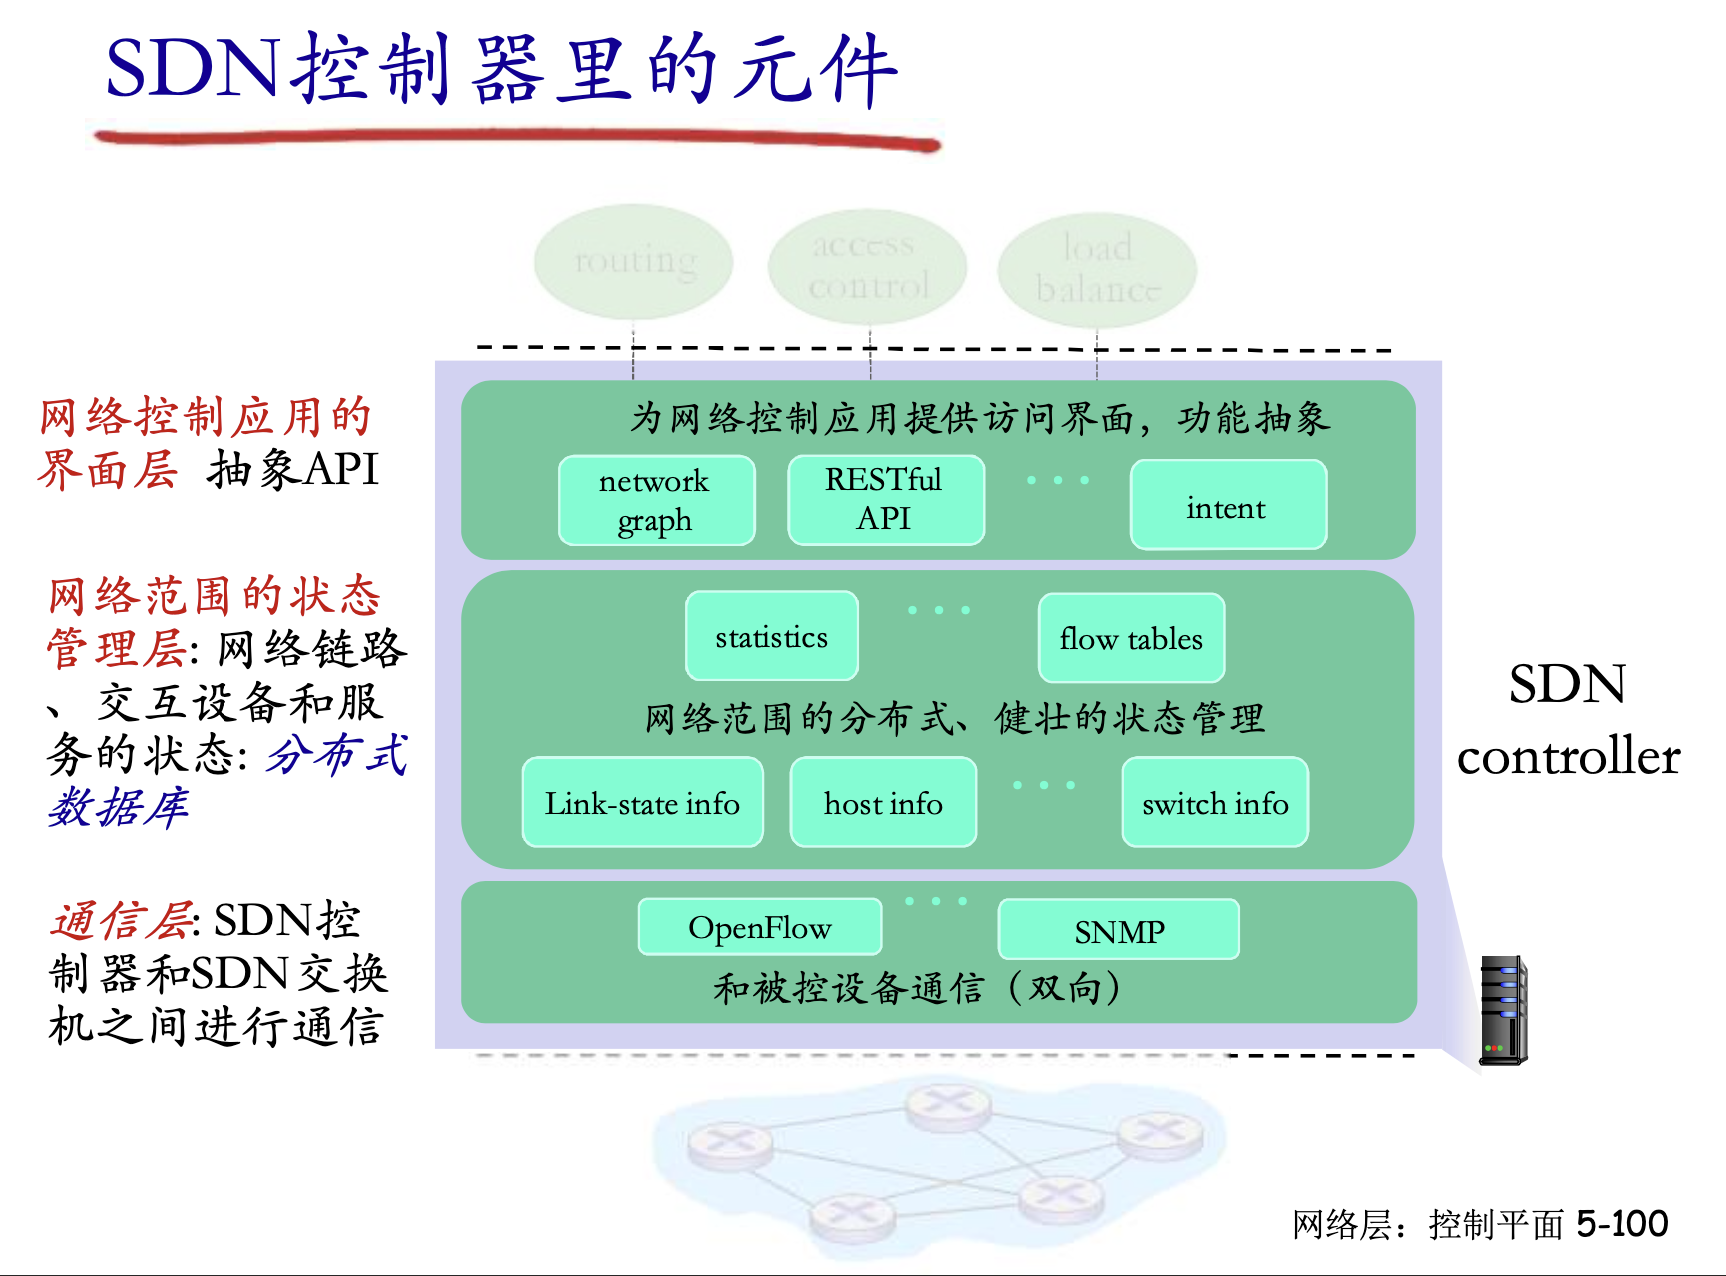 SDN控制器里的元件
routing
access
control
load
balance
网络控制应用的
界面层 抽象API
为网络控制应用提供访问界面，功能抽象
network
graph
RESTful
API
. . .
intent
网络范围的状态
管理层: 网络链路
、交互设备和服
务的状态: 分布式
数据库
statistics
. . .
flow tables
网络范围的分布式、健壮的状态管理
Link-state info
host info
. . .
switch info
SDN
controller
通信层: SDN控
制器和SDN交换
机之间进行通信
OpenFlow
. . .
SNMP
和被控设备通信（双向）
网络层：控制平面 5-100